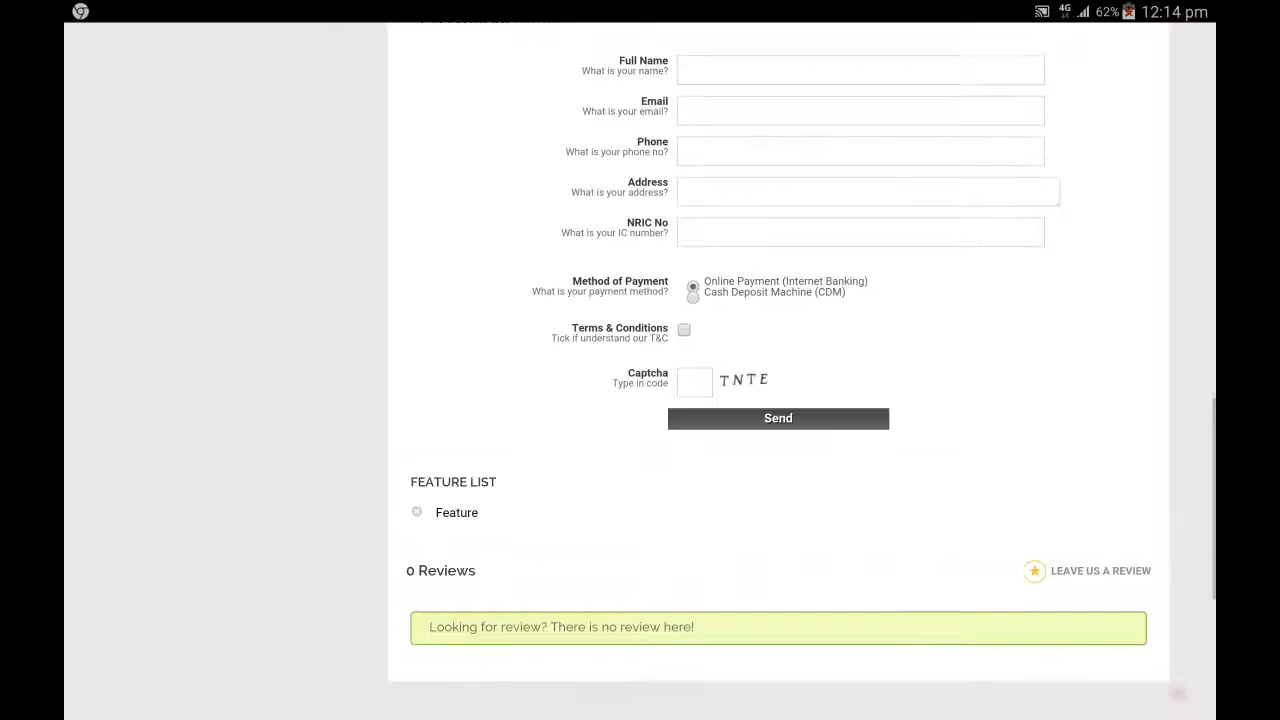 4G
62%
12:14 pm
Full Name
What is your name?
Email
What is your email?
Phone
What is your phone no?
Address
What is your address?
NRIC No
What is your IC number?
Method of Payment
What is your payment method?
Online Payment (Internet Banking)
Cash Deposit Machine (CDM)
Terms & Conditions
Tick if understand our T&C
Captcha
Type in code
TNTE
Send
FEATURE LIST
Feature
0 Reviews
LEAVE US A REVIEW
Looking for review? There is no review here!